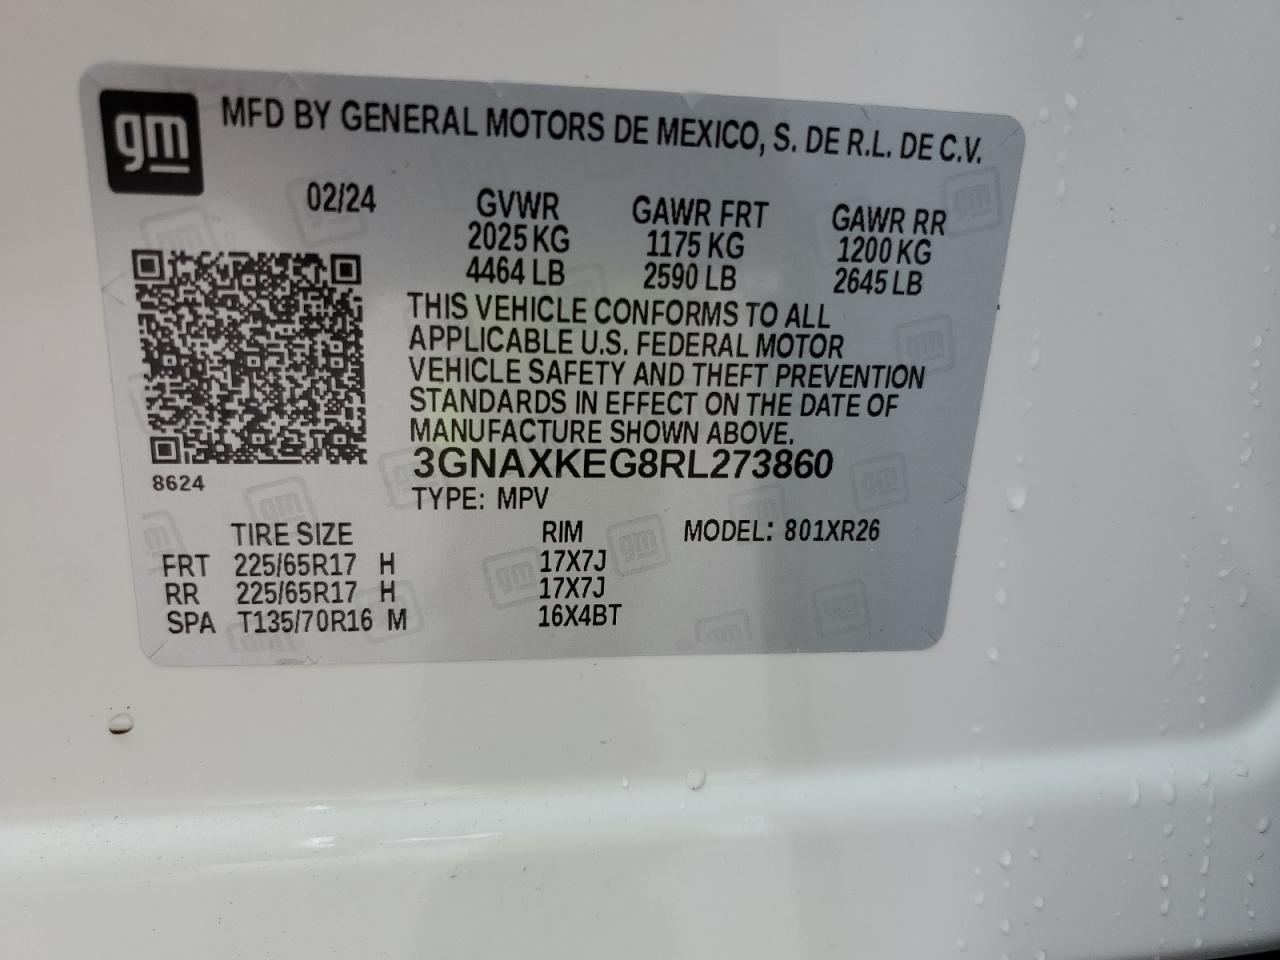 gm MFD BY GENERAL MOTORS DE MEXICO, S. DE R.L. DE C.V.
02/24 GVWR GAWR FRT GAWR RR
2025 KG 1175 KG 1200 KG
4464 LB 2590 LB 2645 LB
THIS VEHICLE CONFORMS TO ALL
APPLICABLE U.S. FEDERAL MOTOR
VEHICLE SAFETY AND THEFT PREVENTION
STANDARDS IN EFFECT ON THE DATE OF
MANUFACTURE SHOWN ABOVE.
3GNAXKEG8RL273860
8624
TYPE: MPV
TIRE SIZE RIM MODEL: 801XR26
FRT 225/65R17 H 17X7J
RR 225/65R17 H 17X7J
SPA T135/70R16 M 16X4BT